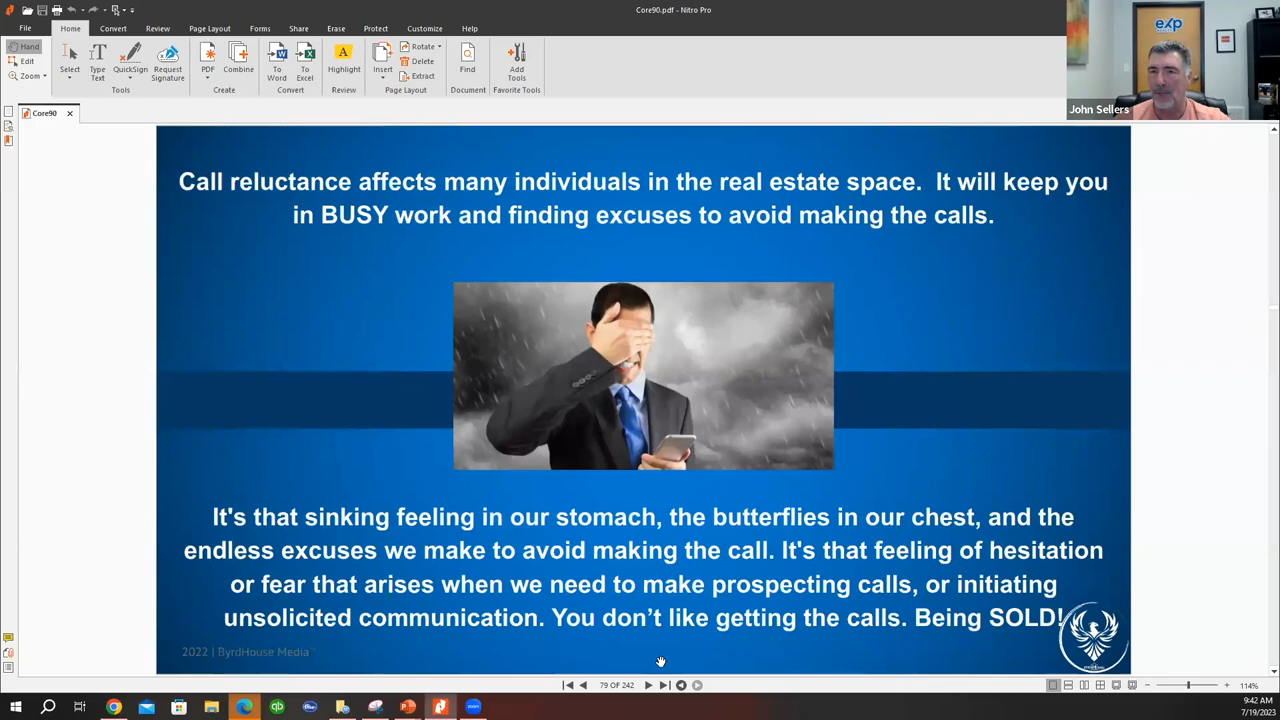 Core90.pdf - Nitro Pro
File Home Convert Review Page Layout Forms Share Erase Protect Customize Help
Hand
Edit
Zoom
Select
Type Text
QuickSign
Request Signature
Tools
PDF
Combine
Create
To Word
To Excel
Convert
Highlight
Review
Insert
Rotate
Delete
Extract
Page Layout
Find
Document
Add Tools
Favorite Tools
exp
John Sellers
Core90
Call reluctance affects many individuals in the real estate space. It will keep you
in BUSY work and finding excuses to avoid making the calls.
It's that sinking feeling in our stomach, the butterflies in our chest, and the
endless excuses we make to avoid making the call. It's that feeling of hesitation
or fear that arises when we need to make prospecting calls, or initiating
unsolicited communication. You don’t like getting the calls. Being SOLD!
2022 | ByrdHouse Media™
79 OF 242
114%
9:42 AM
7/19/2023